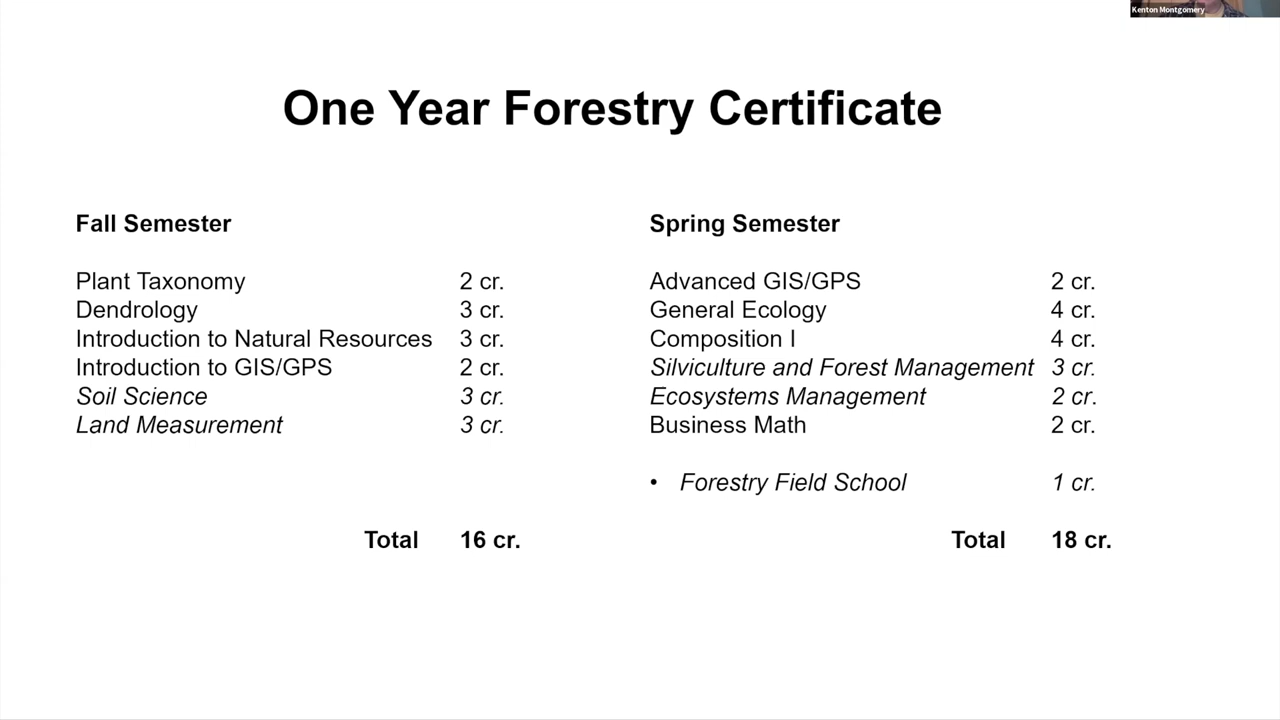 Kenton Montgomery
One Year Forestry Certificate
Fall Semester
Plant Taxonomy 2 cr.
Dendrology 3 cr.
Introduction to Natural Resources 3 cr.
Introduction to GIS/GPS 2 cr.
Soil Science 3 cr.
Land Measurement 3 cr.
Total 16 cr.
Spring Semester
Advanced GIS/GPS 2 cr.
General Ecology 4 cr.
Composition I 4 cr.
Silviculture and Forest Management 3 cr.
Ecosystems Management 2 cr.
Business Math 2 cr.
• Forestry Field School 1 cr.
Total 18 cr.